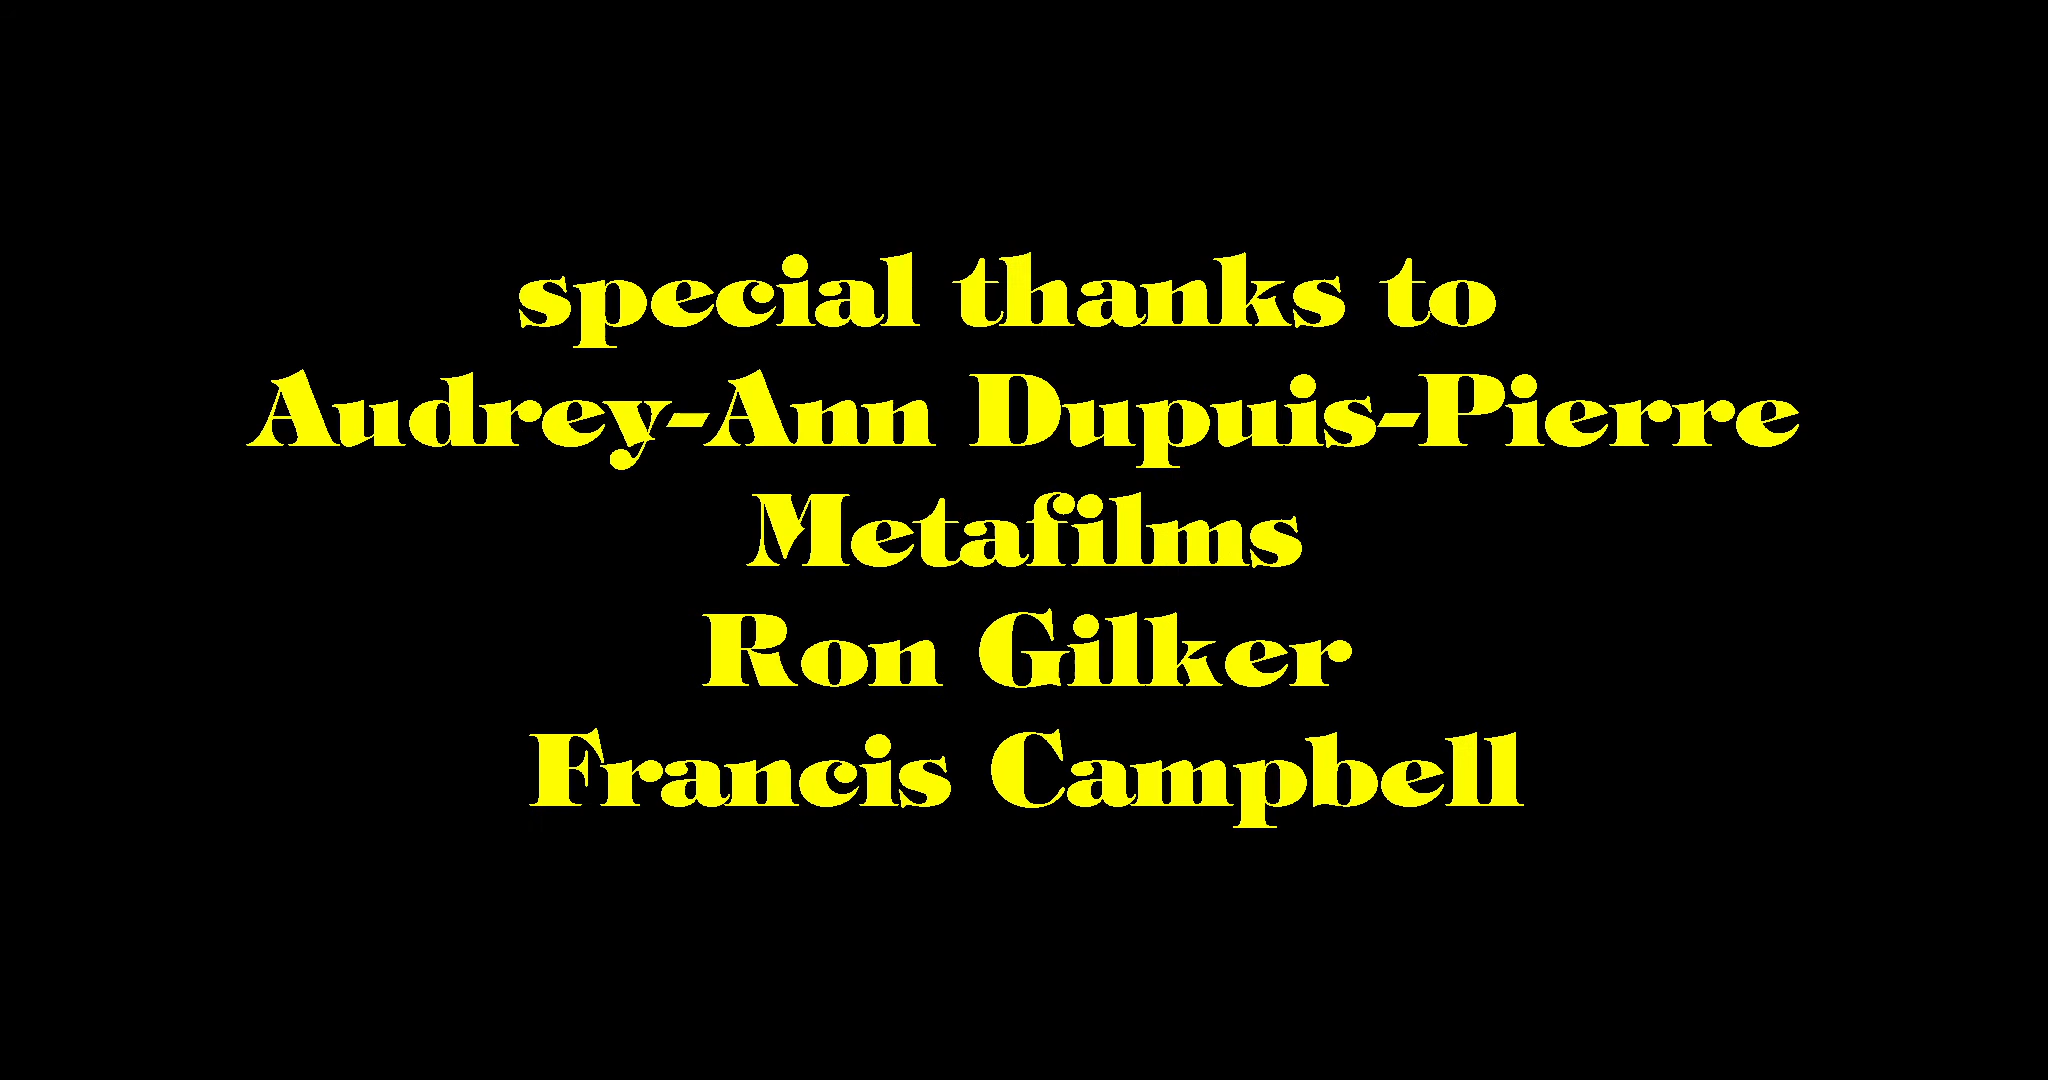 special thanks to
Audrey-Ann Dupuis-Pierre
Metafilms
Ron Gilker
Francis Campbell